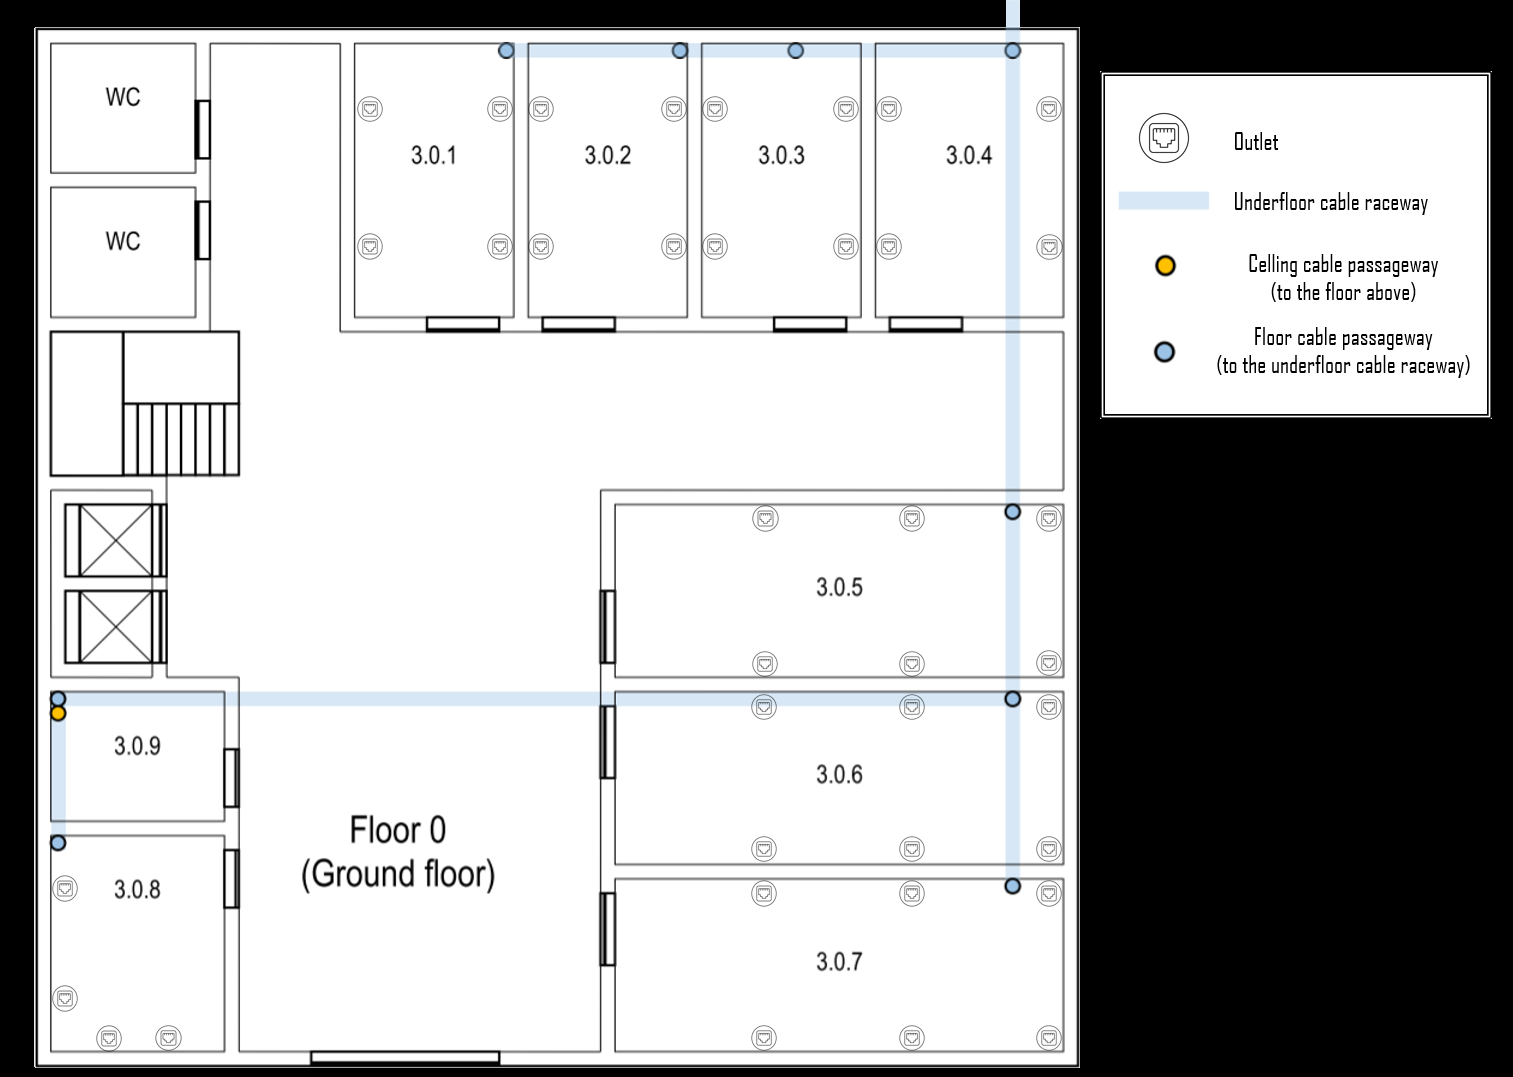 WC
WC
3.0.1
3.0.2
3.0.3
3.0.4
3.0.5
3.0.6
3.0.7
3.0.9
3.0.8
Floor 0
(Ground floor)
Outlet
Underfloor cable raceway
Celling cable passageway
(to the floor above)
Floor cable passageway
(to the underfloor cable raceway)